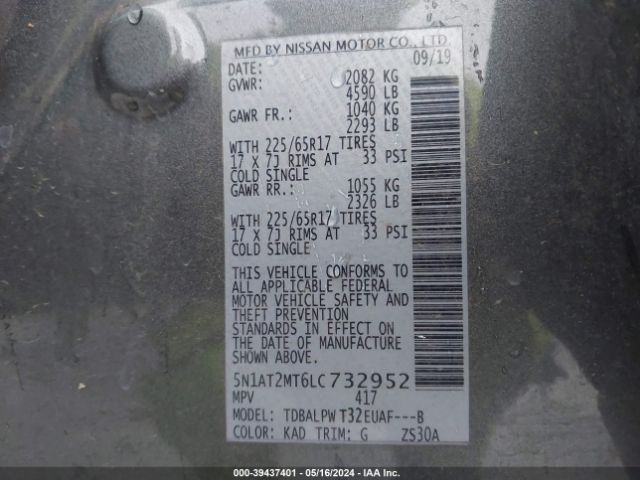 MFD BY NISSAN MOTOR CO., LTD.
DATE: 09/19
GVWR: 2082 KG
4590 LB
GAWR FR.: 1040 KG
2293 LB
WITH 225/65R17 TIRES
17 X 7J RIMS AT 33 PSI
COLD SINGLE
GAWR RR.: 1055 KG
2326 LB
WITH 225/65R17 TIRES
17 X 7J RIMS AT 33 PSI
COLD SINGLE
THIS VEHICLE CONFORMS TO
ALL APPLICABLE FEDERAL
MOTOR VEHICLE SAFETY AND
THEFT PREVENTION
STANDARDS IN EFFECT ON
THE DATE OF MANUFACTURE
SHOWN ABOVE.
5N1AT2MT6LC732952
MPV 417
MODEL: TDBALPW T32EUAF---B
COLOR: KAD TRIM: G ZS30A
000-39437401 - 05/16/2024 - IAA Inc.